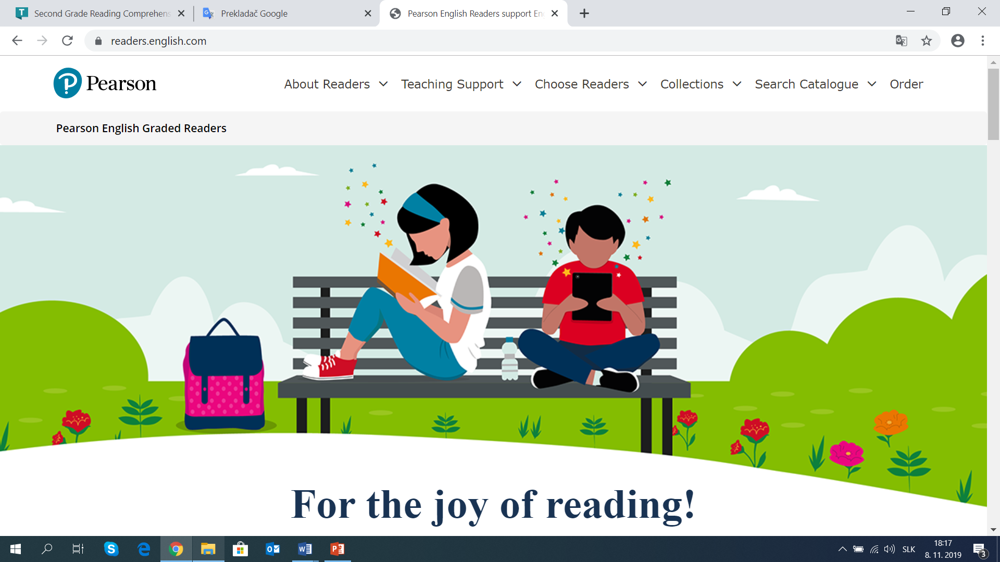 Second Grade Reading Comprehens
Prekladač Google
Pearson English Readers support En
readers.english.com
Pearson
About Readers
Teaching Support
Choose Readers
Collections
Search Catalogue
Order
Pearson English Graded Readers
For the joy of reading!
SLK
18:17
8. 11. 2019
3